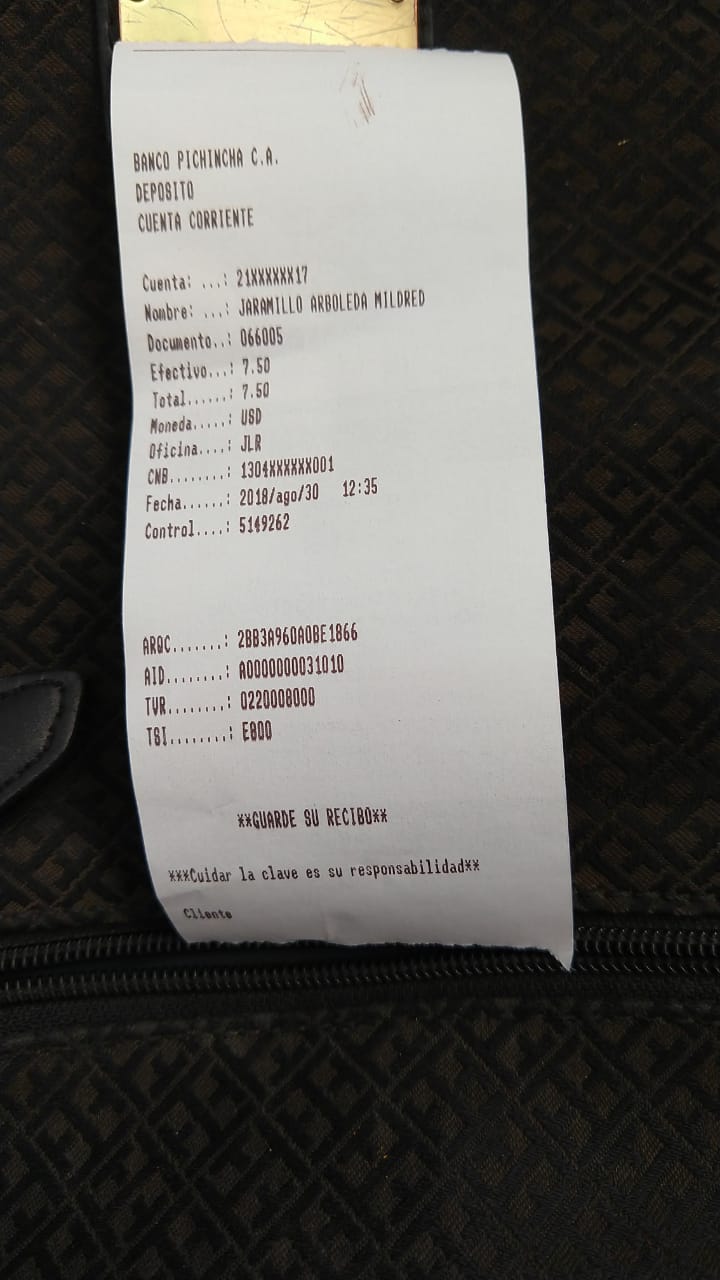 BANCO PICHINCHA C.A.
DEPOSITO
CUENTA CORRIENTE
Cuenta: ...: 21XXXXXX17
Nombre: ...: JARAMILLO ARBOLEDA MILDRED
Documento..: 066005
Efectivo...: 7.50
Total......: 7.50
Moneda.....: USD
Oficina....: JLR
CNB........: 1304XXXXXX001
Fecha......: 2018/ago/30 12:35
Control....: 5149262
ARQC.......: 2BB3A960A0BE1866
AID........: A0000000031010
TVR........: 0220008000
TSI........: E800
**GUARDE SU RECIBO**
***Cuidar la clave es su responsabilidad**
Cliente